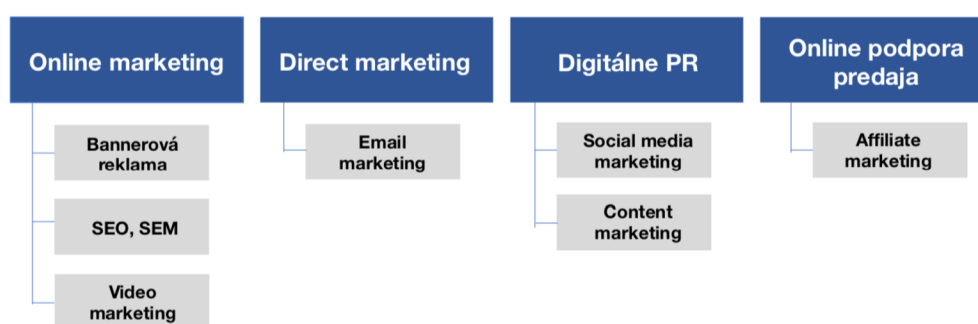 Online marketing
Bannerová
reklama
SEO, SEM
Video
marketing
Direct marketing
Email
marketing
Digitálne PR
Social media
marketing
Content
marketing
Online podpora
predaja
Affiliate
marketing